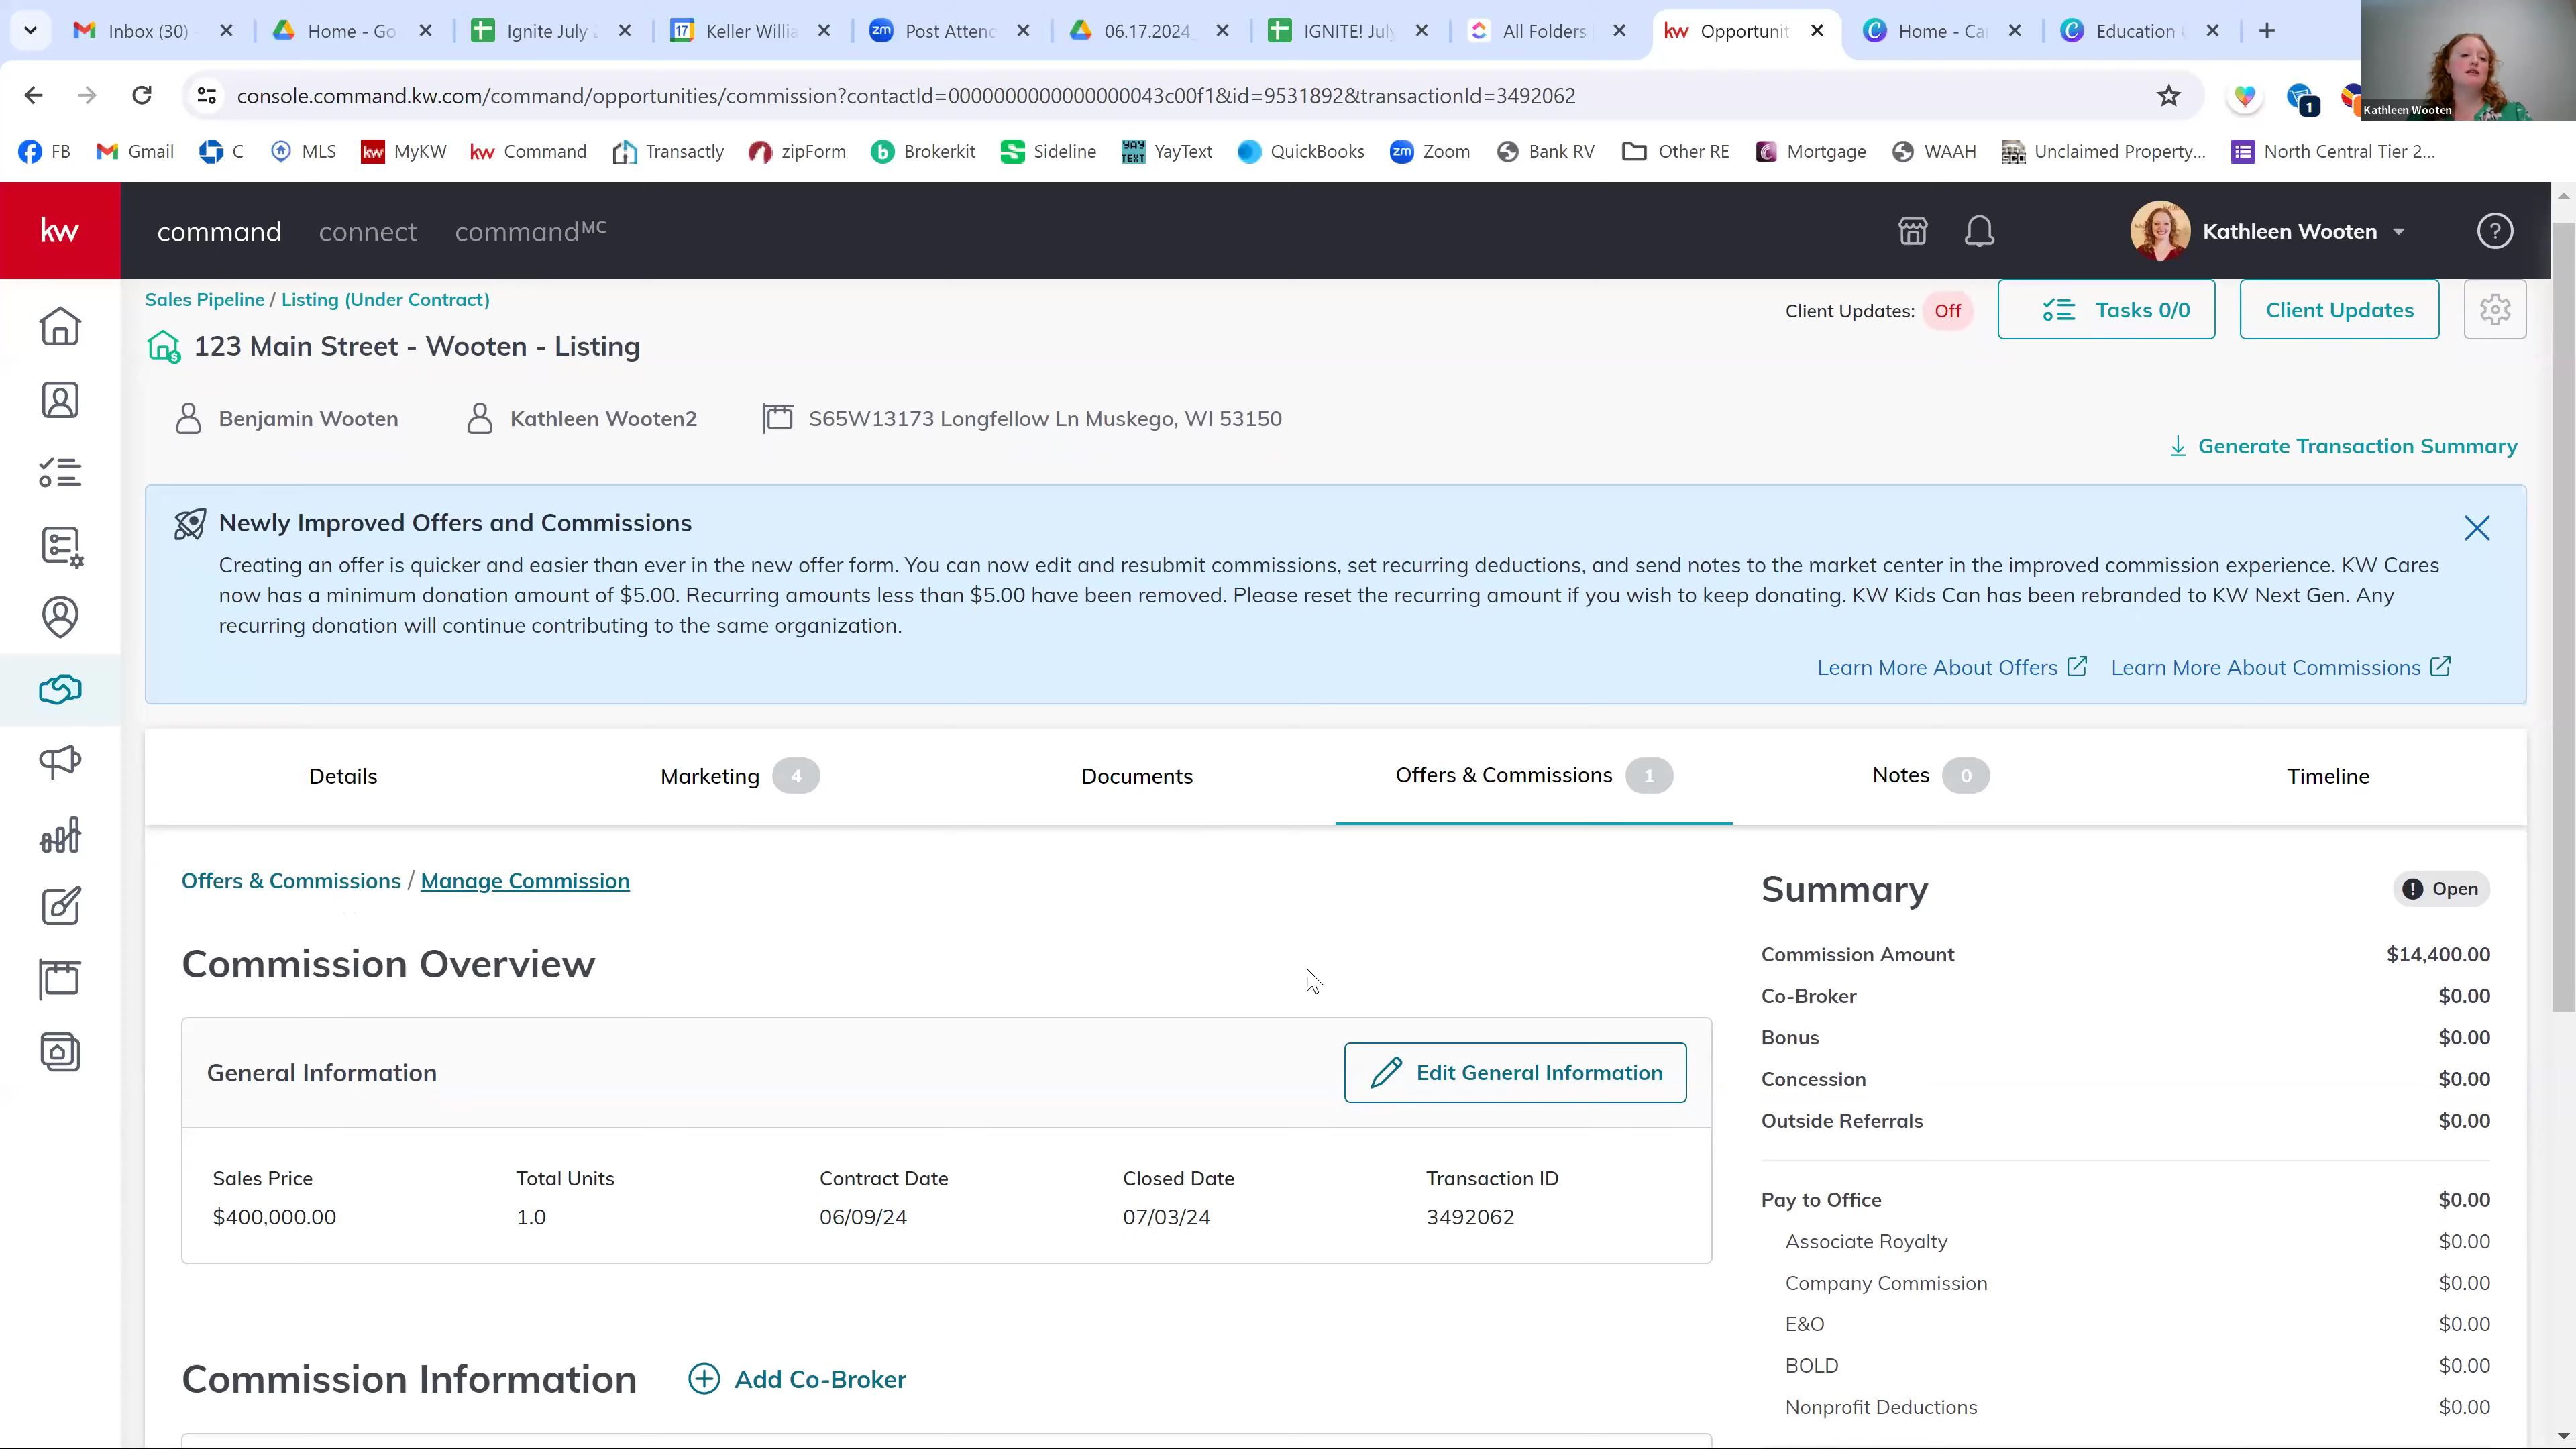 Inbox (30)
Home - Go
Ignite July 2
Keller Willia
Post Attend
06.17.2024_
IGNITE! July
All Folders
Opportunit
Home - Ca
Education
console.command.kw.com/command/opportunities/commission?contactId=0000000000000000043c00f1&id=9531892&transactionId=3492062
1
Kathleen Wooten
FB
Gmail
C
MLS
MyKW
Command
Transactly
zipForm
Brokerkit
Sideline
YayText
QuickBooks
Zoom
Bank RV
Other RE
Mortgage
WAAH
Unclaimed Property...
North Central Tier 2...
kw
command
connect
commandMC
Kathleen Wooten
Sales Pipeline / Listing (Under Contract)
Client Updates: Off
Tasks 0/0
Client Updates
123 Main Street - Wooten - Listing
Benjamin Wooten
Kathleen Wooten2
S65W13173 Longfellow Ln Muskego, WI 53150
Generate Transaction Summary
Newly Improved Offers and Commissions
Creating an offer is quicker and easier than ever in the new offer form. You can now edit and resubmit commissions, set recurring deductions, and send notes to the market center in the improved commission experience. KW Cares
now has a minimum donation amount of $5.00. Recurring amounts less than $5.00 have been removed. Please reset the recurring amount if you wish to keep donating. KW Kids Can has been rebranded to KW Next Gen. Any
recurring donation will continue contributing to the same organization.
Learn More About Offers
Learn More About Commissions
Details
Marketing 4
Documents
Offers & Commissions 1
Notes 0
Timeline
Offers & Commissions / Manage Commission
Commission Overview
General Information
Edit General Information
Sales Price
Total Units
Contract Date
Closed Date
Transaction ID
$400,000.00
1.0
06/09/24
07/03/24
3492062
Commission Information
Add Co-Broker
Summary
Open
Commission Amount $14,400.00
Co-Broker $0.00
Bonus $0.00
Concession $0.00
Outside Referrals $0.00
Pay to Office $0.00
Associate Royalty $0.00
Company Commission $0.00
E&O $0.00
BOLD $0.00
Nonprofit Deductions $0.00